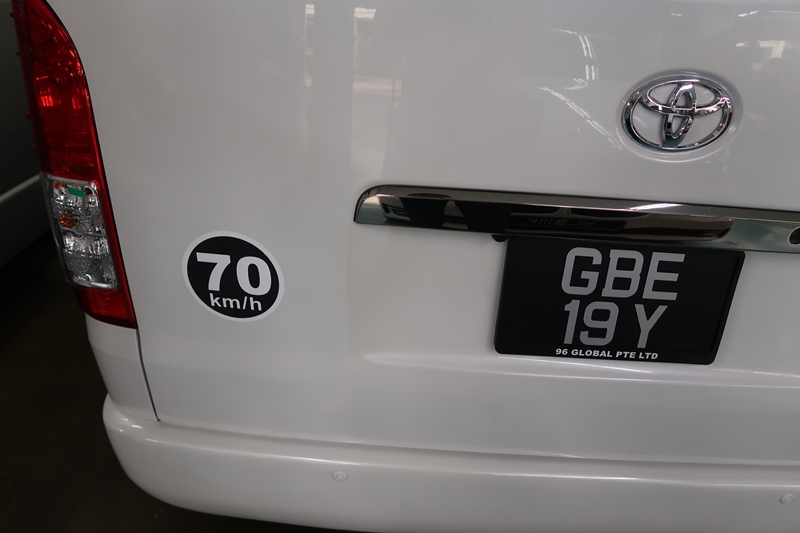 70
km/h
GBE
19 Y
96 GLOBAL PTE LTD